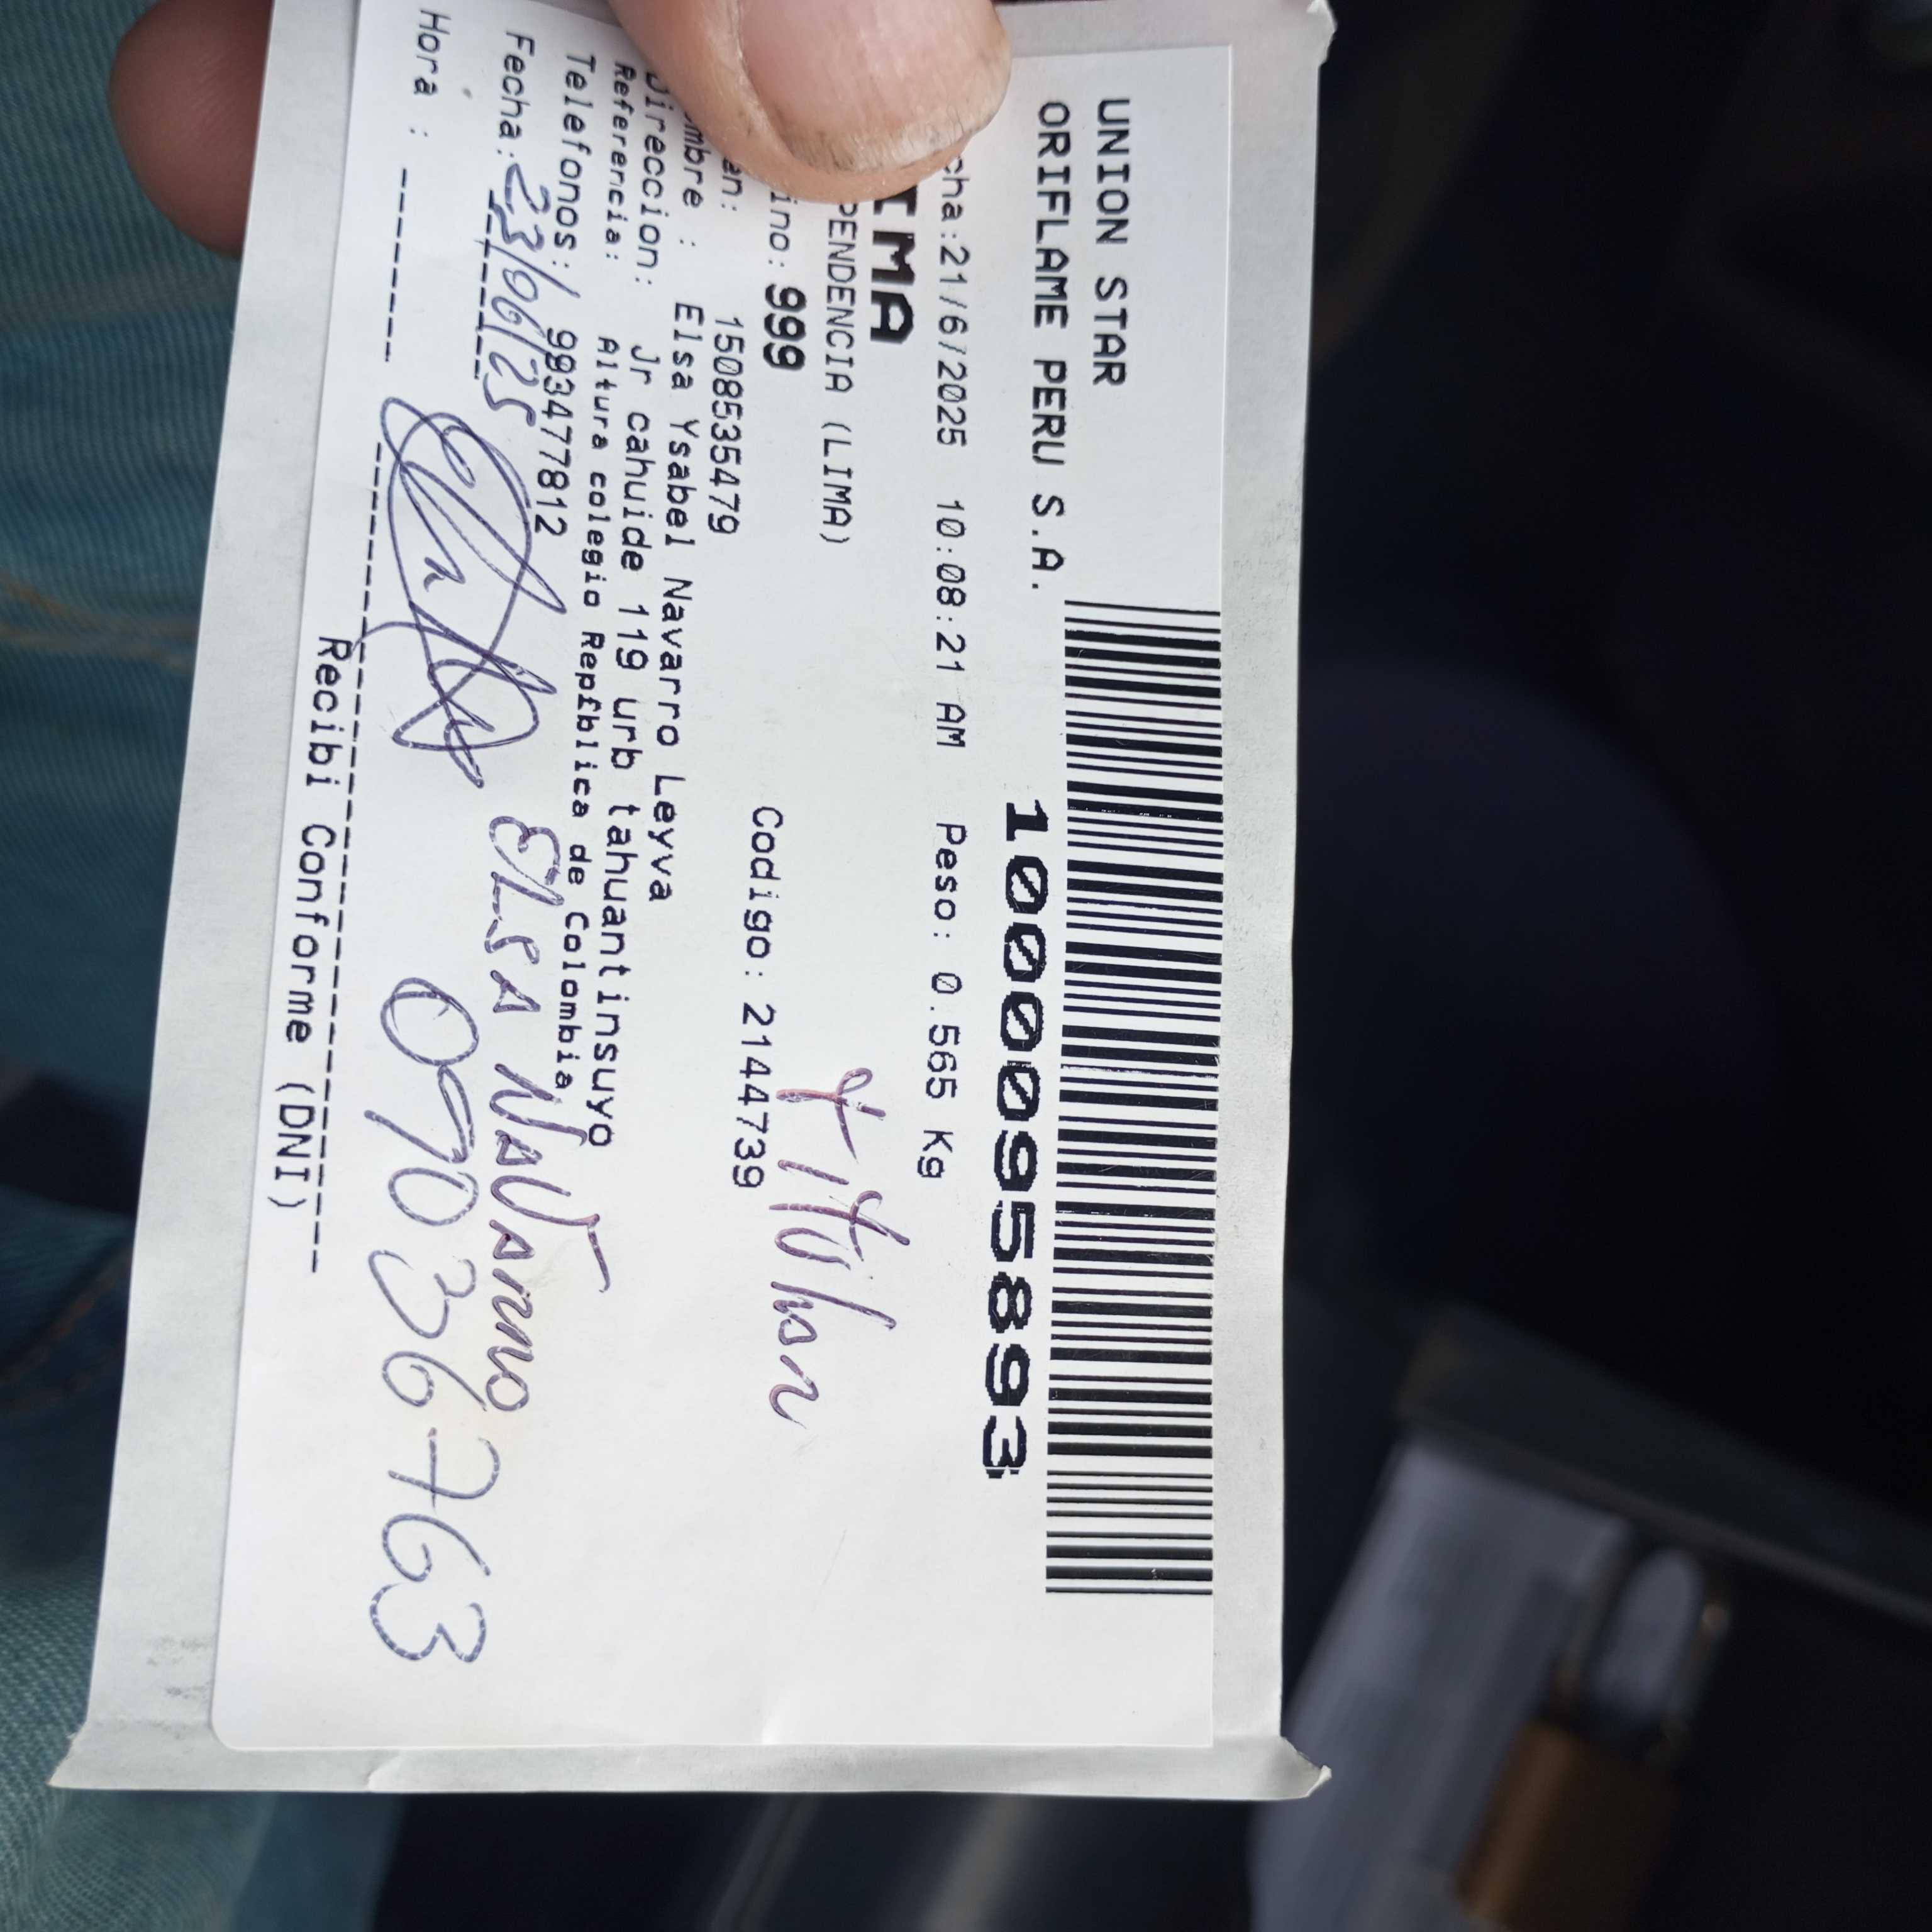 UNION STAR
ORIFLAME PERU S.A.
1000095893
cha:21/6/2025 10:08:21 AM Peso: 0.565 Kg
IMA
PENDENCIA (LIMA)
Titular
ino: 999
en: 1508535479 Codigo: 2144739
mbre : Elsa Ysabel Navarro Leyva
Direccion: Jr cahuide 119 urb tahuantinsuyo
Referencia: Altura colegio Repfblica de Colombia
Telefonos: 993477812
Fecha: 23/06/25 ELSA NAVARRO
Hora : 09036763
Recibi Conforme (DNI)